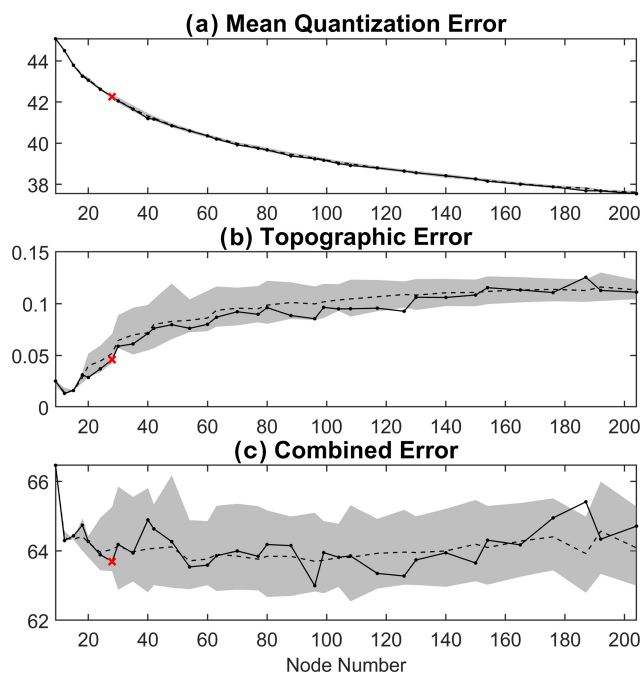 (a) Mean Quantization Error
44
42
40
38
20 40 60 80 100 120 140 160 180 200
(b) Topographic Error
0.15
0.1
0.05
0
20 40 60 80 100 120 140 160 180 200
(c) Combined Error
66
64
62
20 40 60 80 100 120 140 160 180 200
Node Number